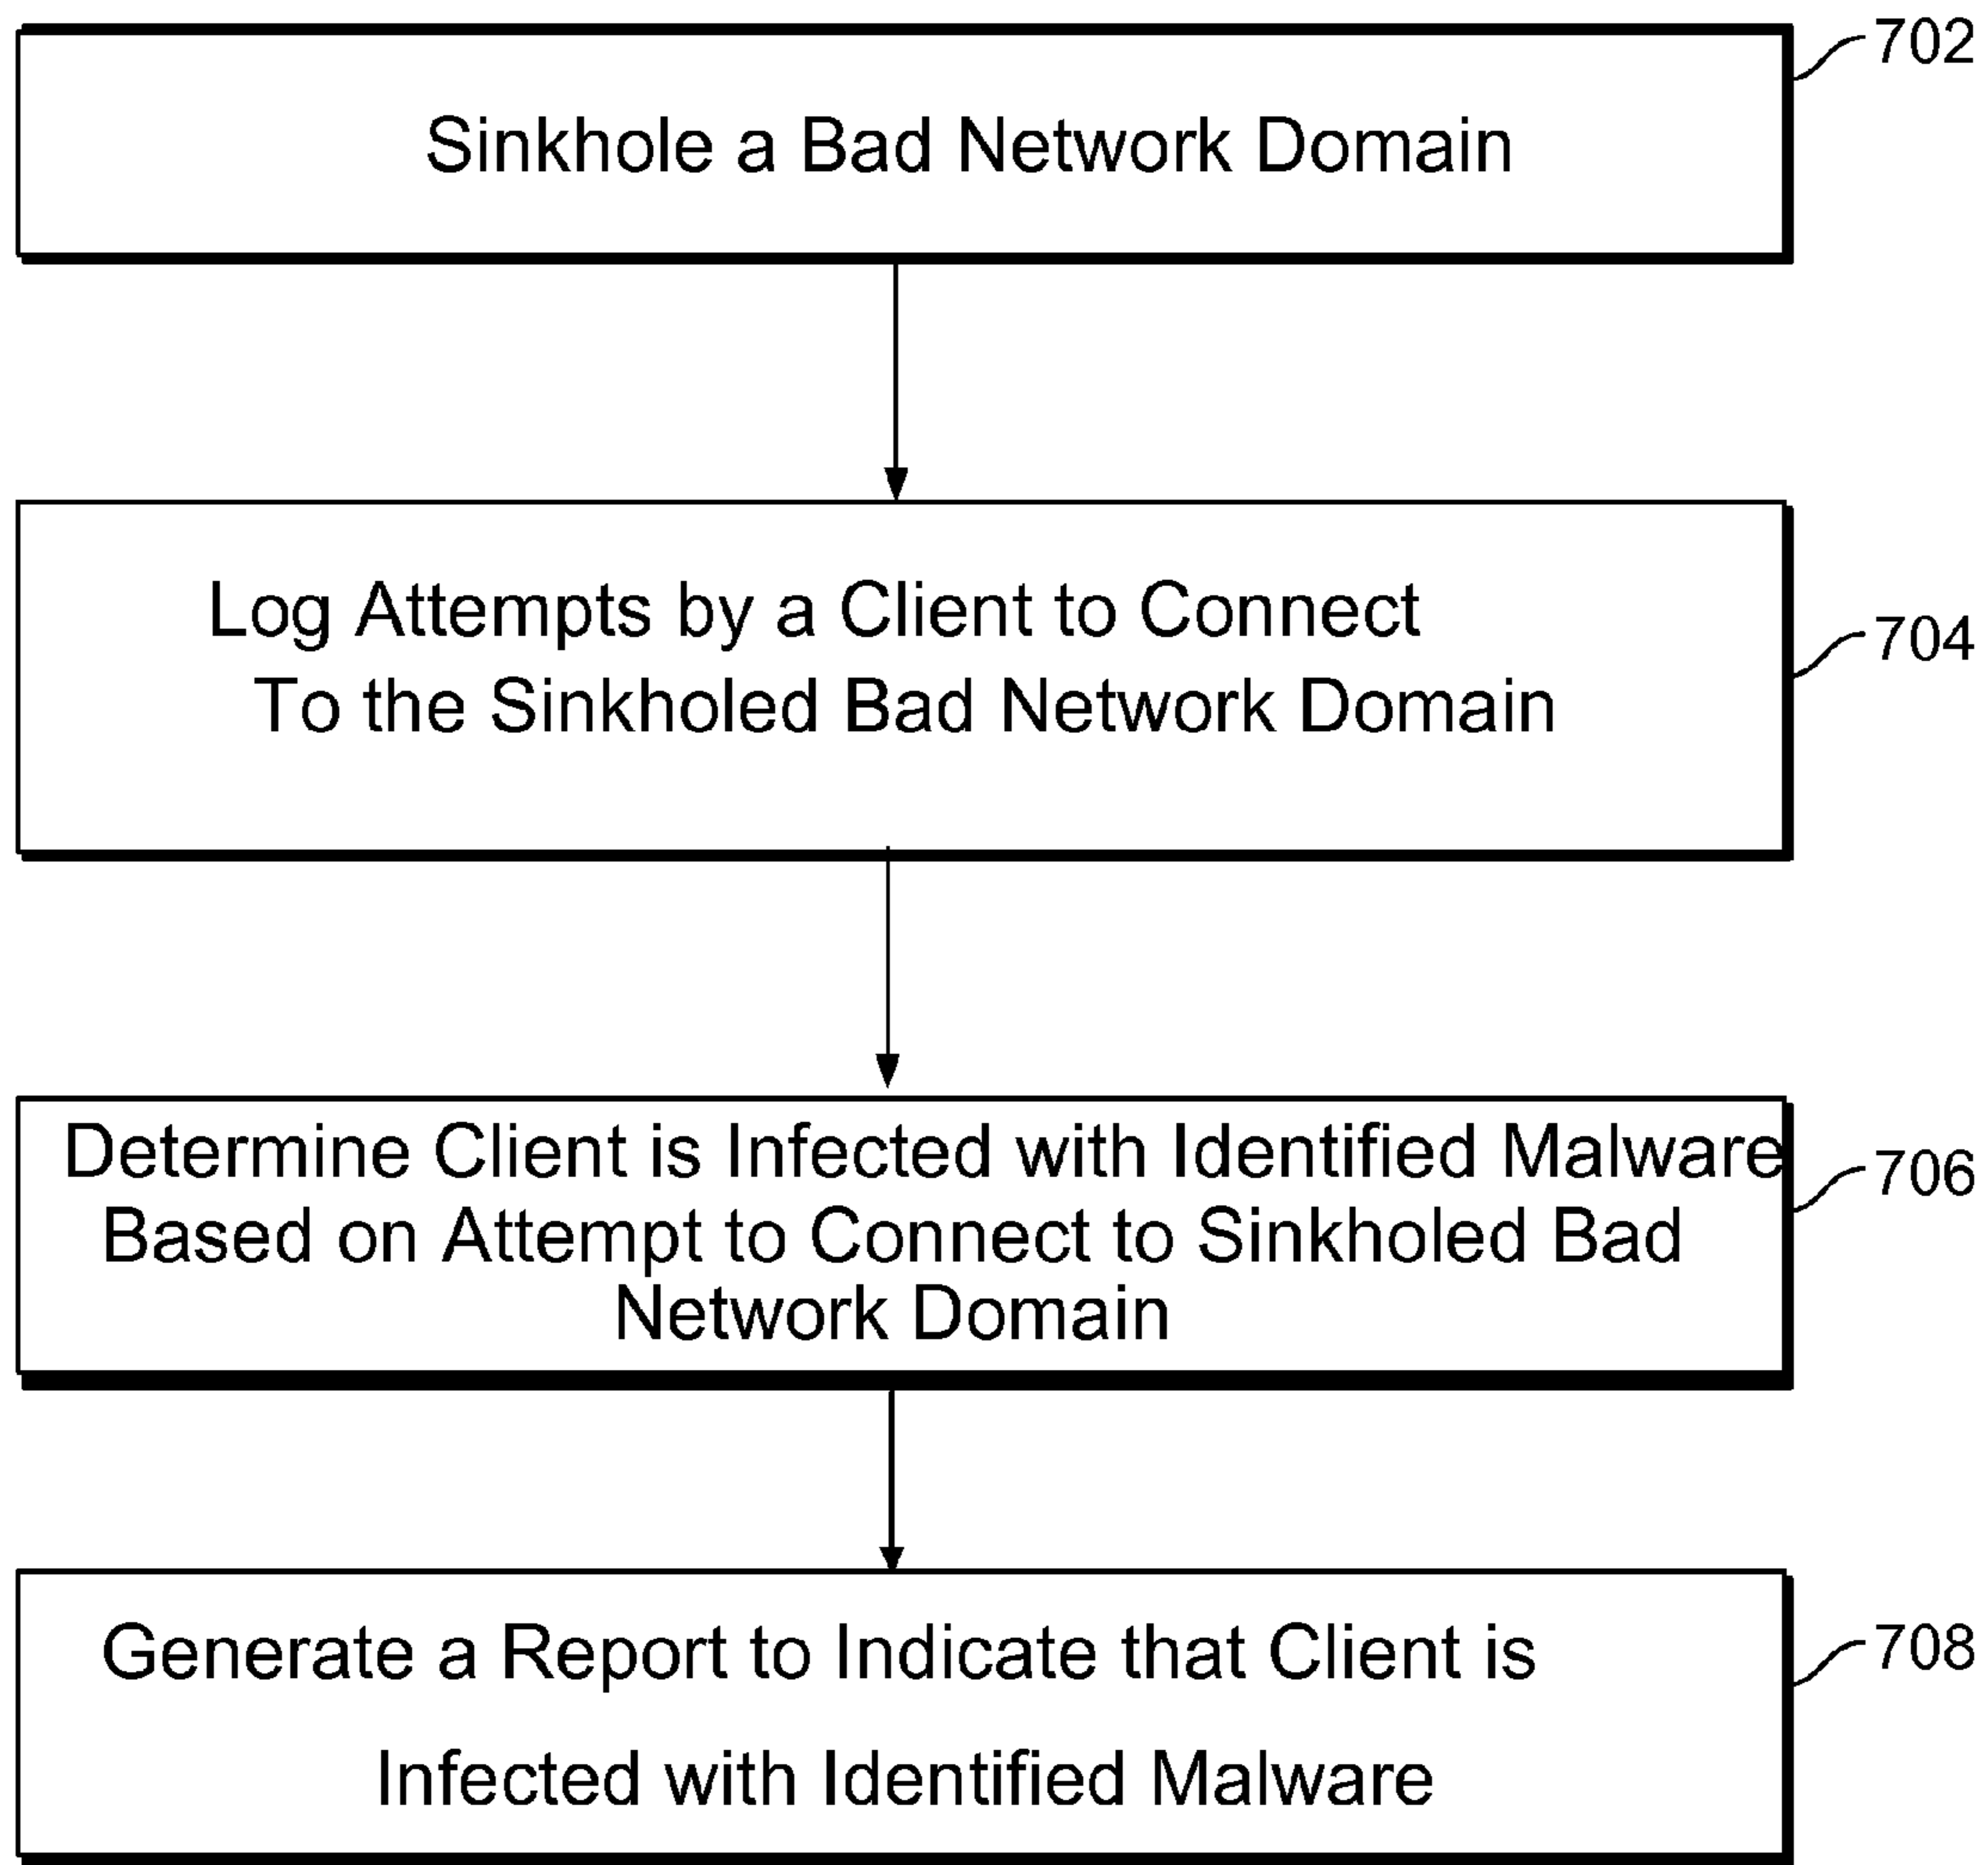 702
Sinkhole a Bad Network Domain
Log Attempts by a Client to Connect
To the Sinkholed Bad Network Domain
704
Determine Client is Infected with Identified Malware
Based on Attempt to Connect to Sinkholed Bad
Network Domain
706
Generate a Report to Indicate that Client is
Infected with Identified Malware
708